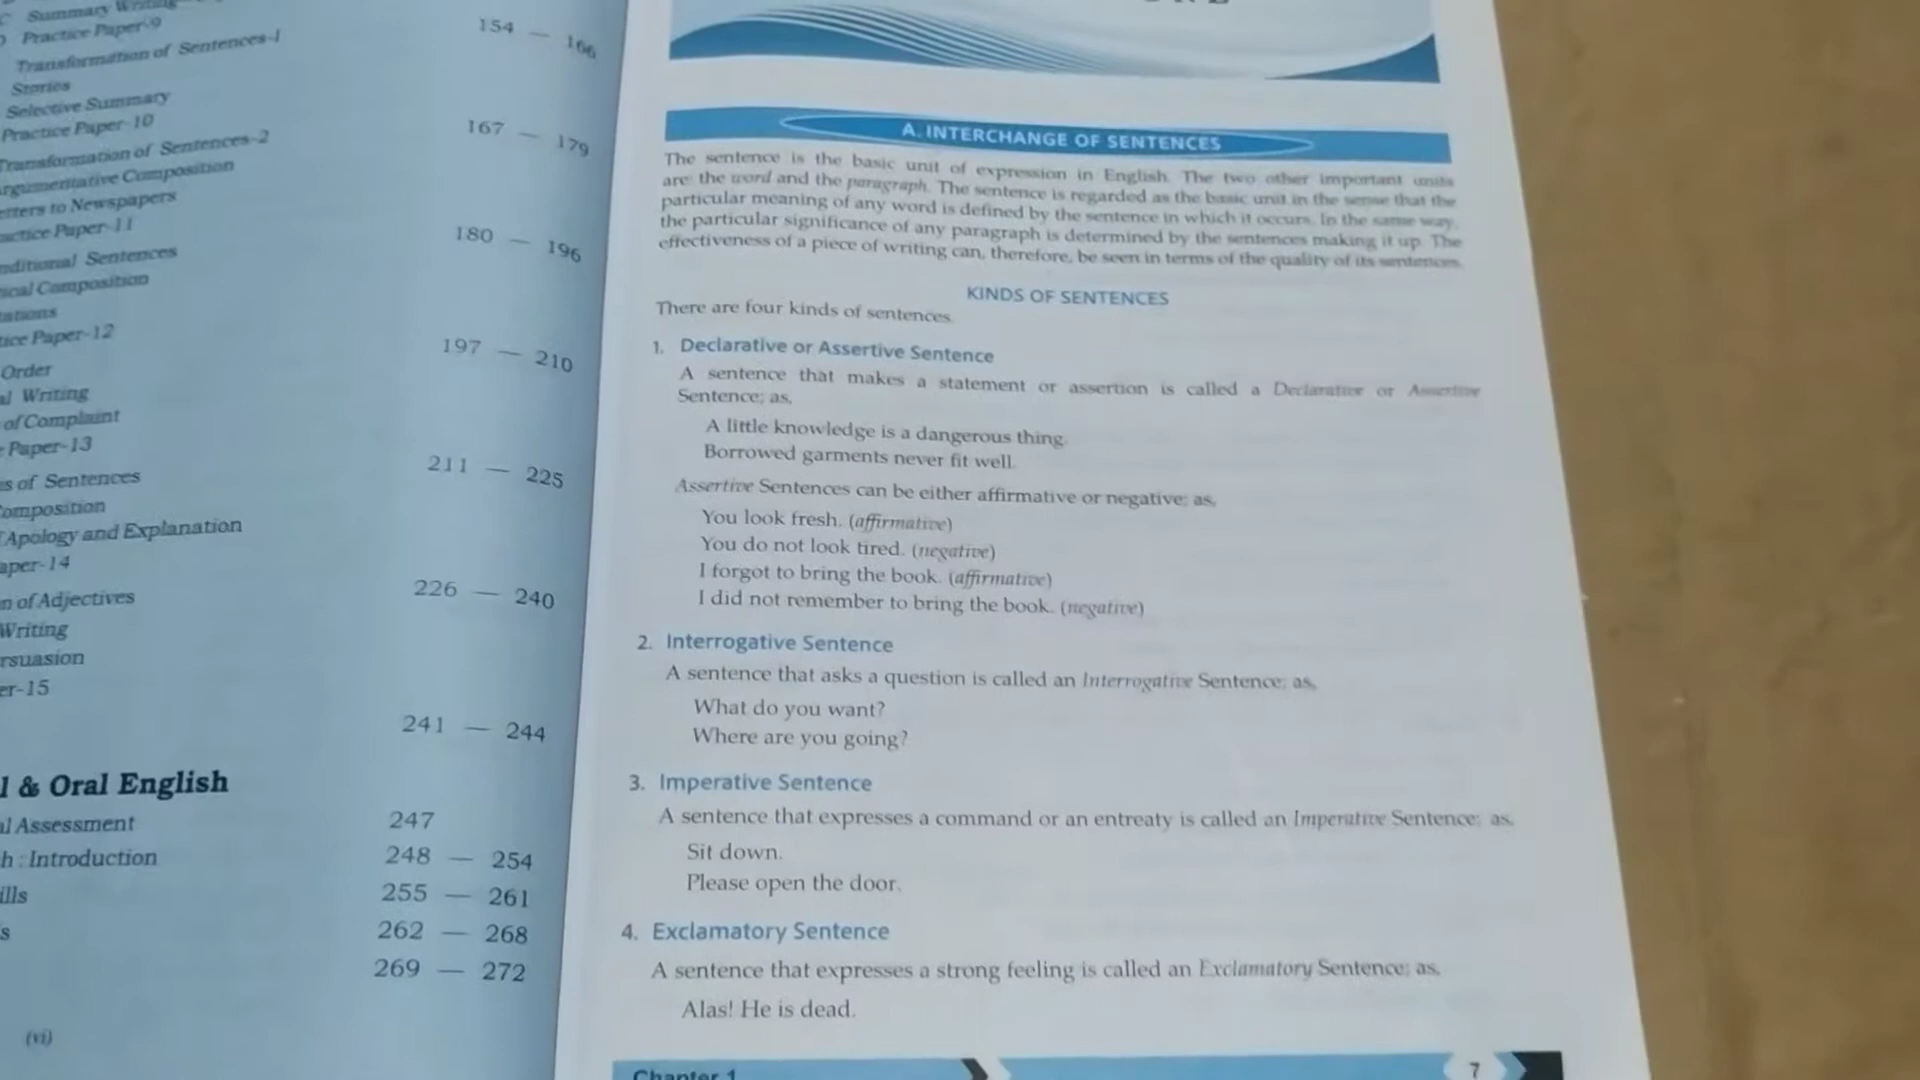 Summary Writing
Practice Paper-9
154 — 166
Transformation of Sentences-1
Stories
Selective Summary
Practice Paper-10
167 — 179
Transformation of Sentences-2
rgumentative Composition
etters to Newspapers
actice Paper-11
180 — 196
nditional Sentences
ical Composition
tations
tice Paper-12
197 — 210
Order
al Writing
of Complaint
Paper-13
211 — 225
s of Sentences
omposition
Apology and Explanation
aper-14
226 — 240
n of Adjectives
Writing
rsuasion
er-15
241 — 244
l & Oral English
al Assessment 247
h : Introduction 248 — 254
ills 255 — 261
s 262 — 268
269 — 272
(vi)
A. INTERCHANGE OF SENTENCES
The sentence is the basic unit of expression in English. The two other important units
are the word and the paragraph. The sentence is regarded as the basic unit in the sense that the
particular meaning of any word is defined by the sentence in which it occurs. In the same way,
the particular significance of any paragraph is determined by the sentences making it up. The
effectiveness of a piece of writing can, therefore, be seen in terms of the quality of its sentences.
KINDS OF SENTENCES
There are four kinds of sentences.
1. Declarative or Assertive Sentence
A sentence that makes a statement or assertion is called a Declarative or Assertive
Sentence; as,
A little knowledge is a dangerous thing.
Borrowed garments never fit well.
Assertive Sentences can be either affirmative or negative; as,
You look fresh. (affirmative)
You do not look tired. (negative)
I forgot to bring the book. (affirmative)
I did not remember to bring the book. (negative)
2. Interrogative Sentence
A sentence that asks a question is called an Interrogative Sentence; as,
What do you want?
Where are you going?
3. Imperative Sentence
A sentence that expresses a command or an entreaty is called an Imperative Sentence; as,
Sit down.
Please open the door.
4. Exclamatory Sentence
A sentence that expresses a strong feeling is called an Exclamatory Sentence; as,
Alas! He is dead.
Chapter 1
7